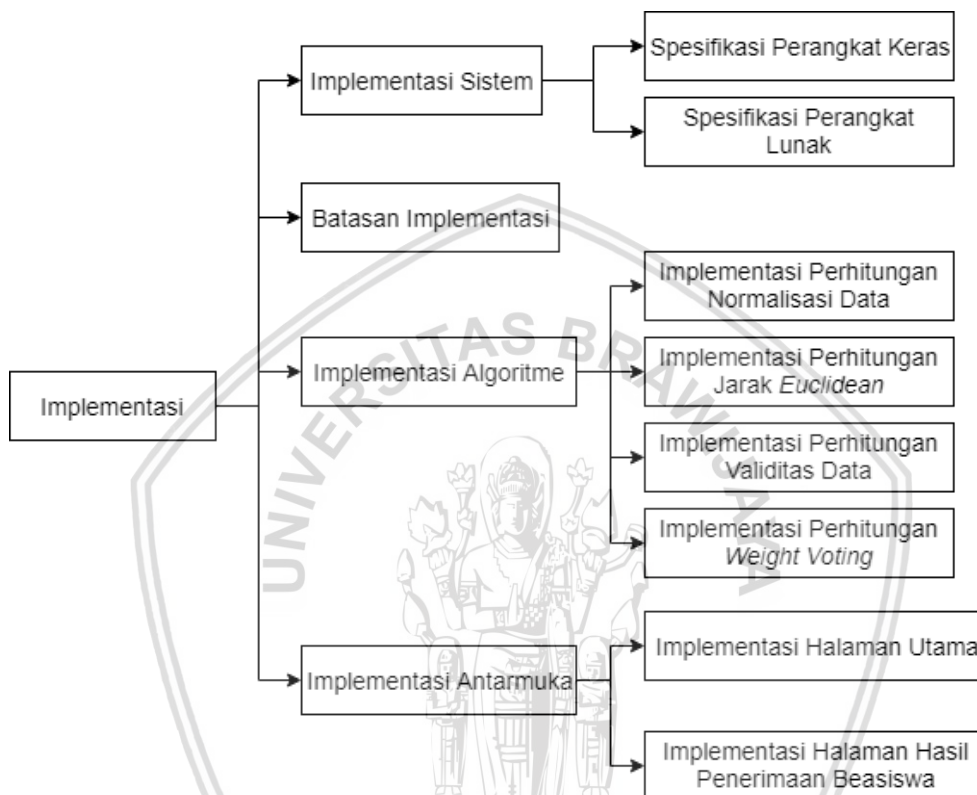 Implementasi
Implementasi Sistem
Spesifikasi Perangkat Keras
Spesifikasi Perangkat
Lunak
Batasan Implementasi
Implementasi Algoritme
Implementasi Perhitungan
Normalisasi Data
Implementasi Perhitungan
Jarak Euclidean
Implementasi Perhitungan
Validitas Data
Implementasi Perhitungan
Weight Voting
Implementasi Antarmuka
Implementasi Halaman Utama
Implementasi Halaman Hasil
Penerimaan Beasiswa
UNIVERSITAS BRAWIJAYA